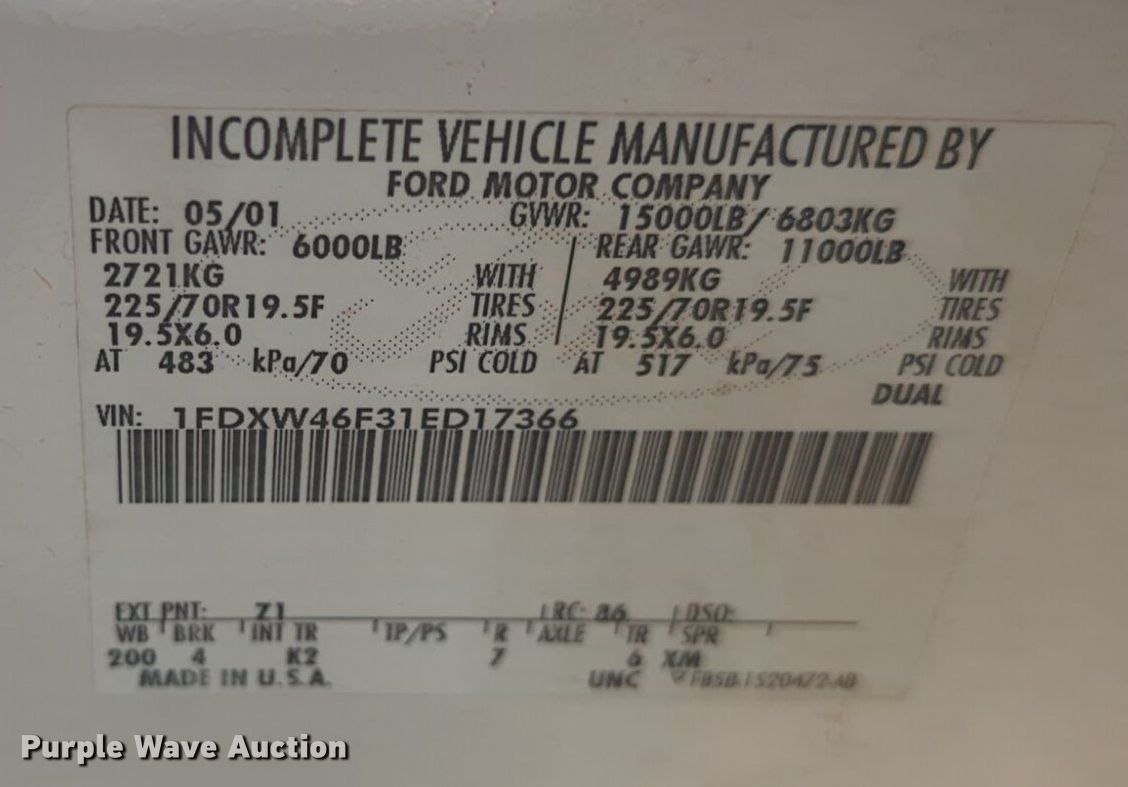 INCOMPLETE VEHICLE MANUFACTURED BY
FORD MOTOR COMPANY
DATE: 05/01 GVWR: 15000LB/ 6803KG
FRONT GAWR: 6000LB REAR GAWR: 11000LB
2721KG WITH 4989KG WITH
225/70R19.5F TIRES 225/70R19.5F TIRES
19.5X6.0 RIMS 19.5X6.0 RIMS
AT 483 kPa/70 PSI COLD AT 517 kPa/75 PSI COLD
DUAL
VIN: 1FDXW46F31ED17366
EXT PNT: Z1 RC: 86 DSO:
WB BRK INT TR TP/PS R AXLE TR SPR
200 4 K2 7 6 XM
MADE IN U.S.A. UNC
Purple Wave Auction